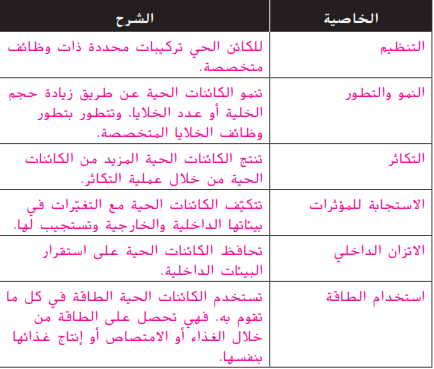 الخاصية الشرح
التنظيم للكائن الحي تركيبات محددة ذات وظائف
متخصصة.
النمو والتطور تنمو الكائنات الحية عن طريق زيادة حجم
الخلية أو عدد الخلايا، وتتطور بتطور
وظائف الخلايا المتخصصة.
التكاثر تنتج الكائنات الحية المزيد من الكائنات
الحية من خلال عملية التكاثر.
الاستجابة للمؤثرات تتكيّف الكائنات الحية مع التغيّرات في
بيئاتها الداخلية والخارجية وتستجيب لها.
الاتزان الداخلي تحافظ الكائنات الحية على استقرار
البيئات الداخلية.
استخدام الطاقة تستخدم الكائنات الحية الطاقة في كل ما
تقوم به. فهي تحصل على الطاقة من
خلال الغذاء أو الامتصاص أو إنتاج غذائها
بنفسها.